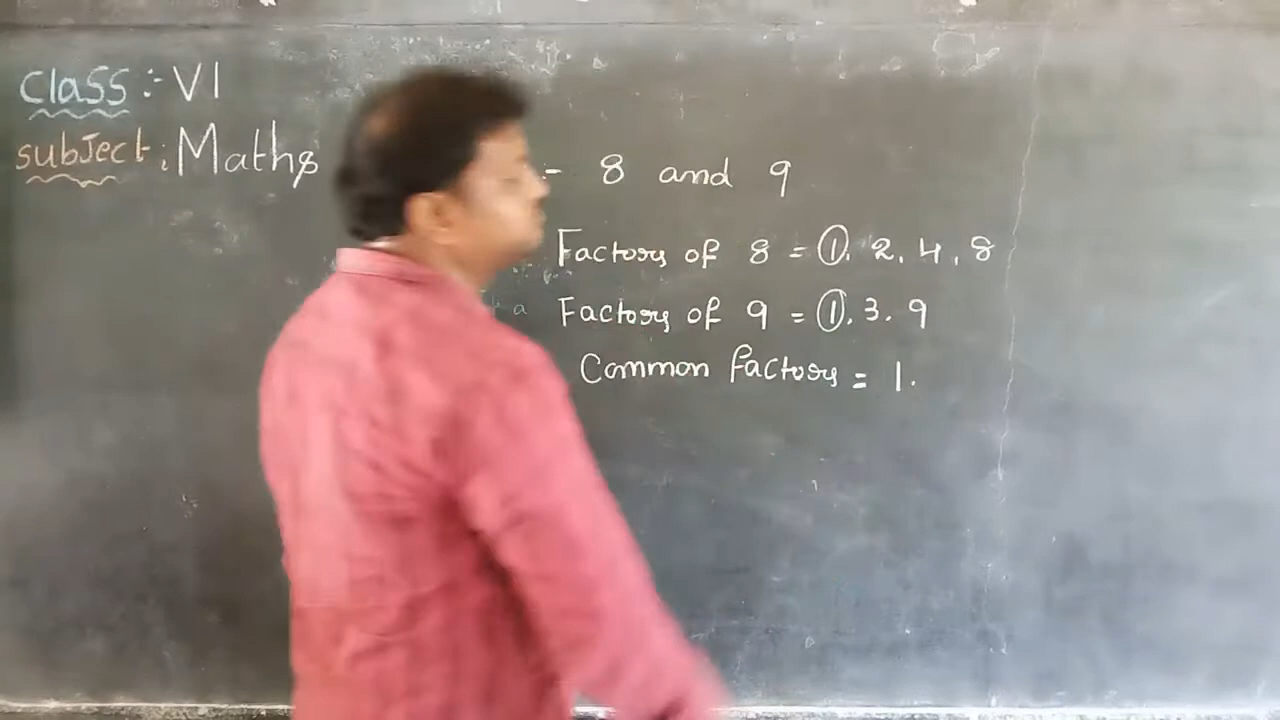 Class :- VI
Subject : Maths
:- 8 and 9
Factors of 8 = 1, 2, 4, 8
a Factors of 9 = 1, 3, 9
Common factors = 1.